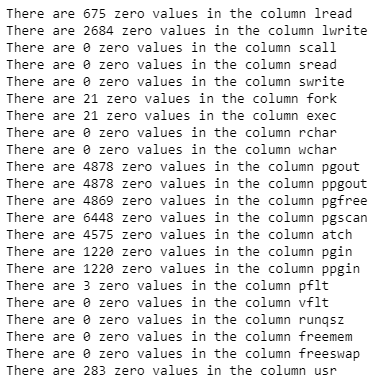 There are 675 zero values in the column lread
There are 2684 zero values in the column lwrite
There are 0 zero values in the column scall
There are 0 zero values in the column sread
There are 0 zero values in the column swrite
There are 21 zero values in the column fork
There are 21 zero values in the column exec
There are 0 zero values in the column rchar
There are 0 zero values in the column wchar
There are 4878 zero values in the column pgout
There are 4878 zero values in the column ppgout
There are 4869 zero values in the column pgfree
There are 6448 zero values in the column pgscan
There are 4575 zero values in the column atch
There are 1220 zero values in the column pgin
There are 1220 zero values in the column ppgin
There are 3 zero values in the column pflt
There are 0 zero values in the column vflt
There are 0 zero values in the column runqsz
There are 0 zero values in the column freemem
There are 0 zero values in the column freeswap
There are 283 zero values in the column usr